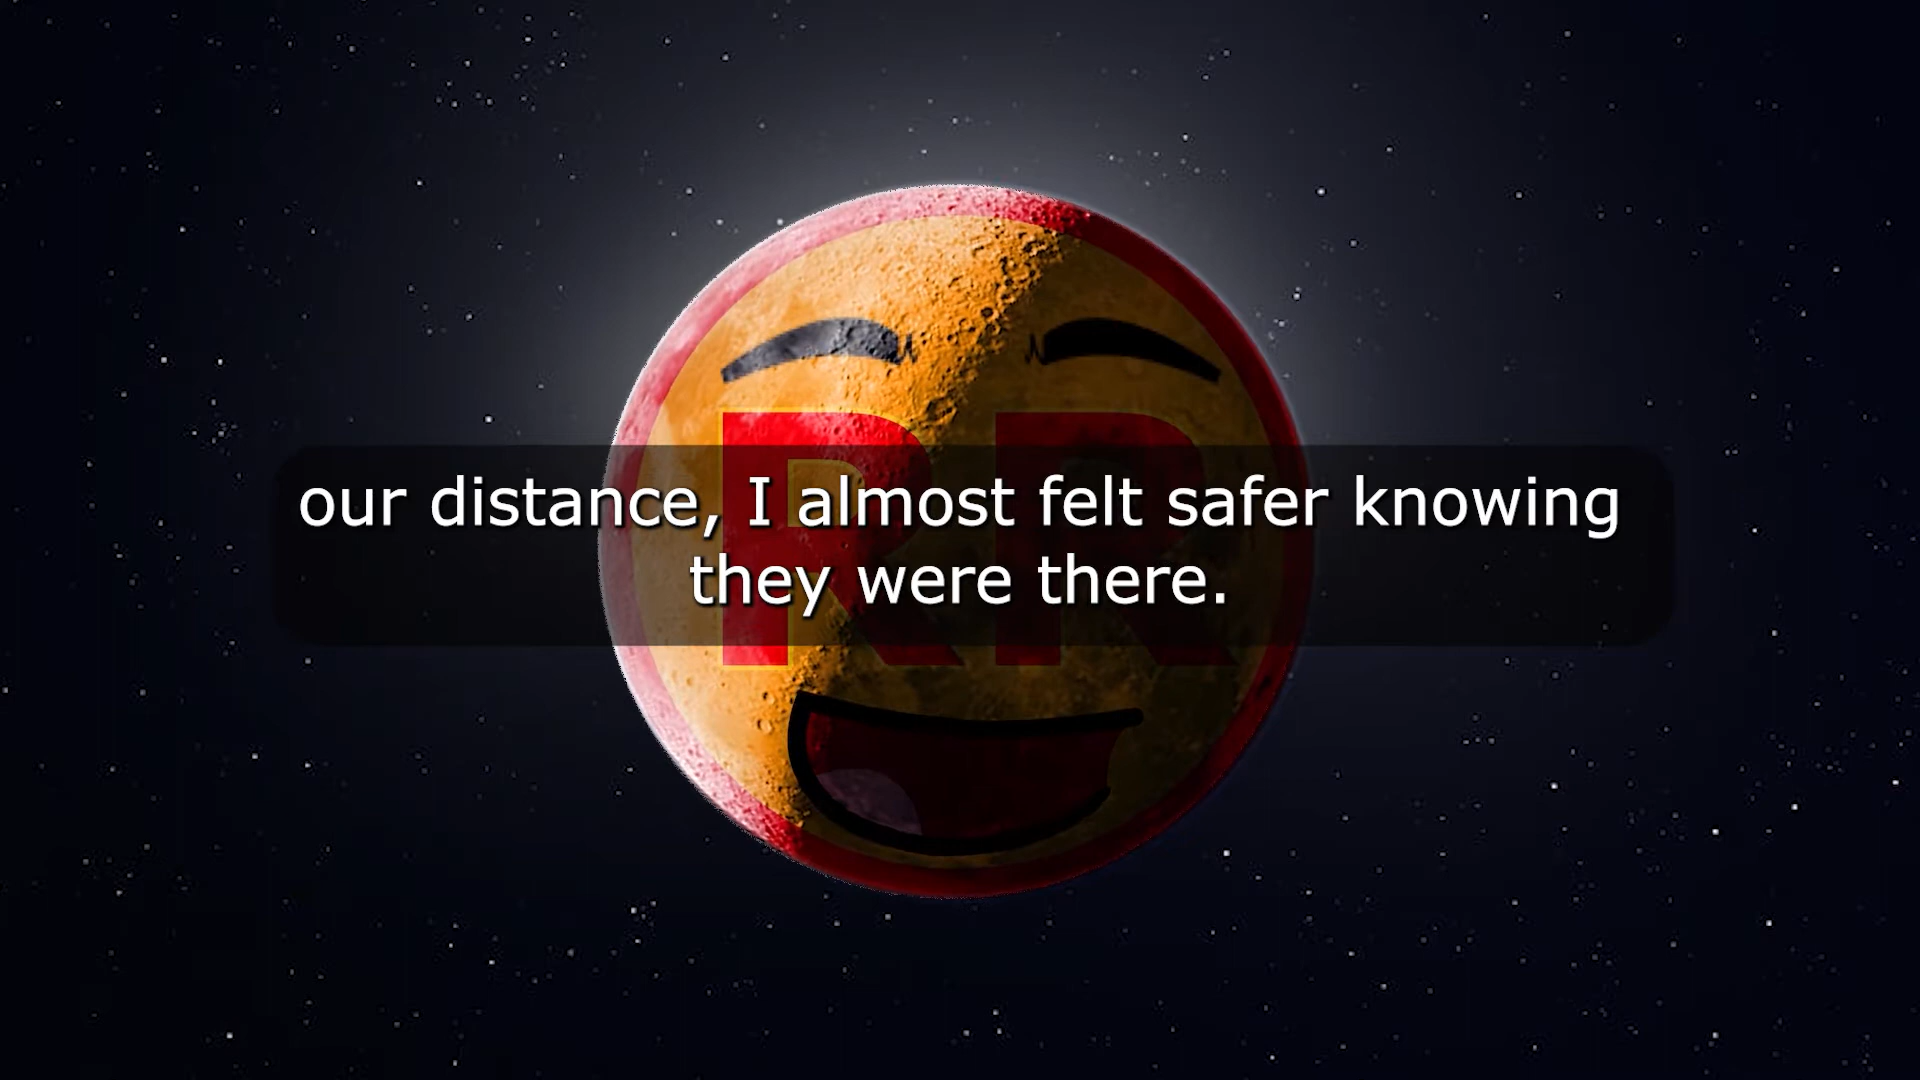 RR
our distance, I almost felt safer knowing
they were there.